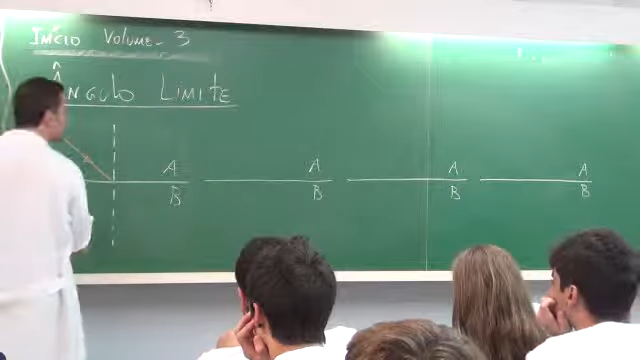 INÍCIO VOLUME - 3
ÂNGULO LIMITE
A A A A
B B B B